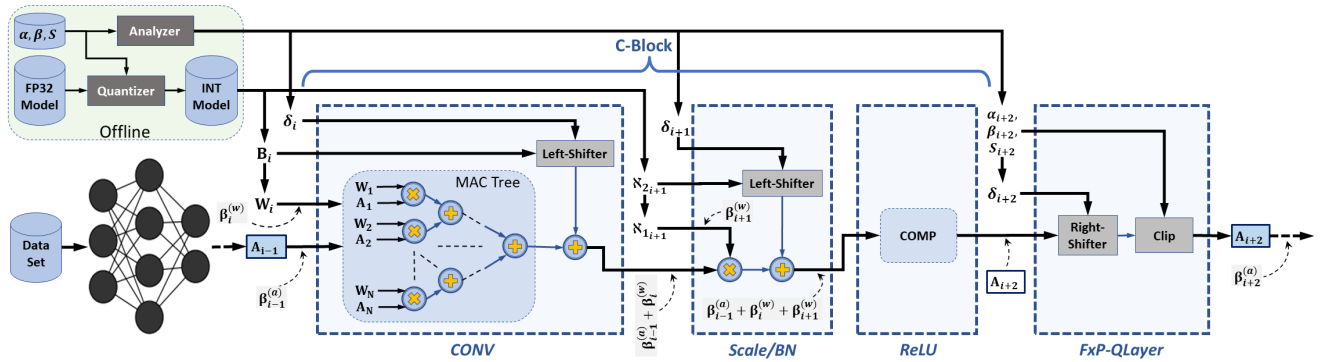 α, β, S
Analyzer
FP32
Model
Quantizer
INT
Model
Offline
C-Block
δᵢ
Bᵢ
Wᵢ
βᵢ⁽ʷ⁾
Data
Set
Aᵢ₋₁
βᵢ₋₁⁽ᵃ⁾
Left-Shifter
MAC Tree
W₁
A₁
W₂
A₂
W_N
A_N
CONV
βᵢ₋₁⁽ᵃ⁾ + βᵢ⁽ʷ⁾
δᵢ₊₁
ℵ₂ᵢ₊₁
ℵ₁ᵢ₊₁
Left-Shifter
βᵢ₊₁⁽ʷ⁾
βᵢ₋₁⁽ᵃ⁾ + βᵢ⁽ʷ⁾ + βᵢ₊₁⁽ʷ⁾
Scale/BN
COMP
ReLU
αᵢ₊₂,
βᵢ₊₂,
Sᵢ₊₂
δᵢ₊₂
Aᵢ₊₂
Right-
Shifter
Clip
FxP-QLayer
Aᵢ₊₂
βᵢ₊₂⁽ᵃ⁾